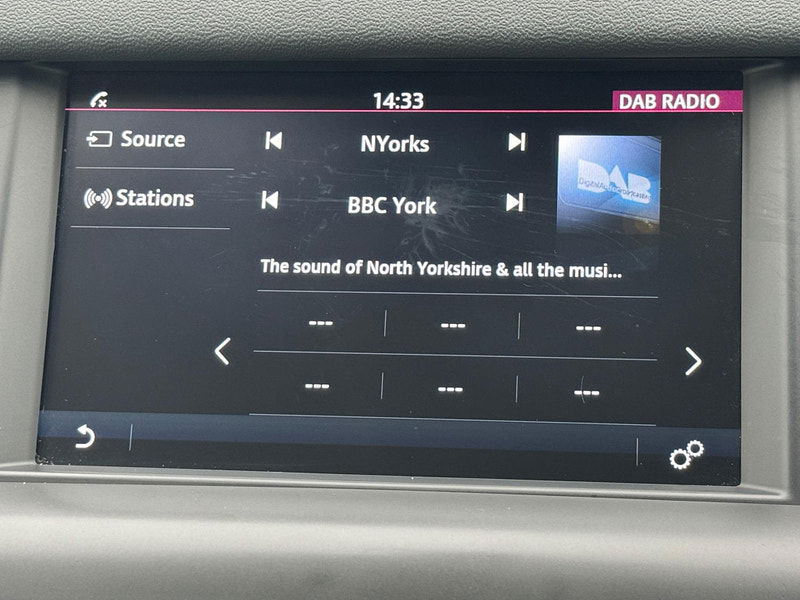 14:33
DAB RADIO
Source
NYorks
Stations
BBC York
DAB
The sound of North Yorkshire & all the musi...
--- --- ---
--- --- ---